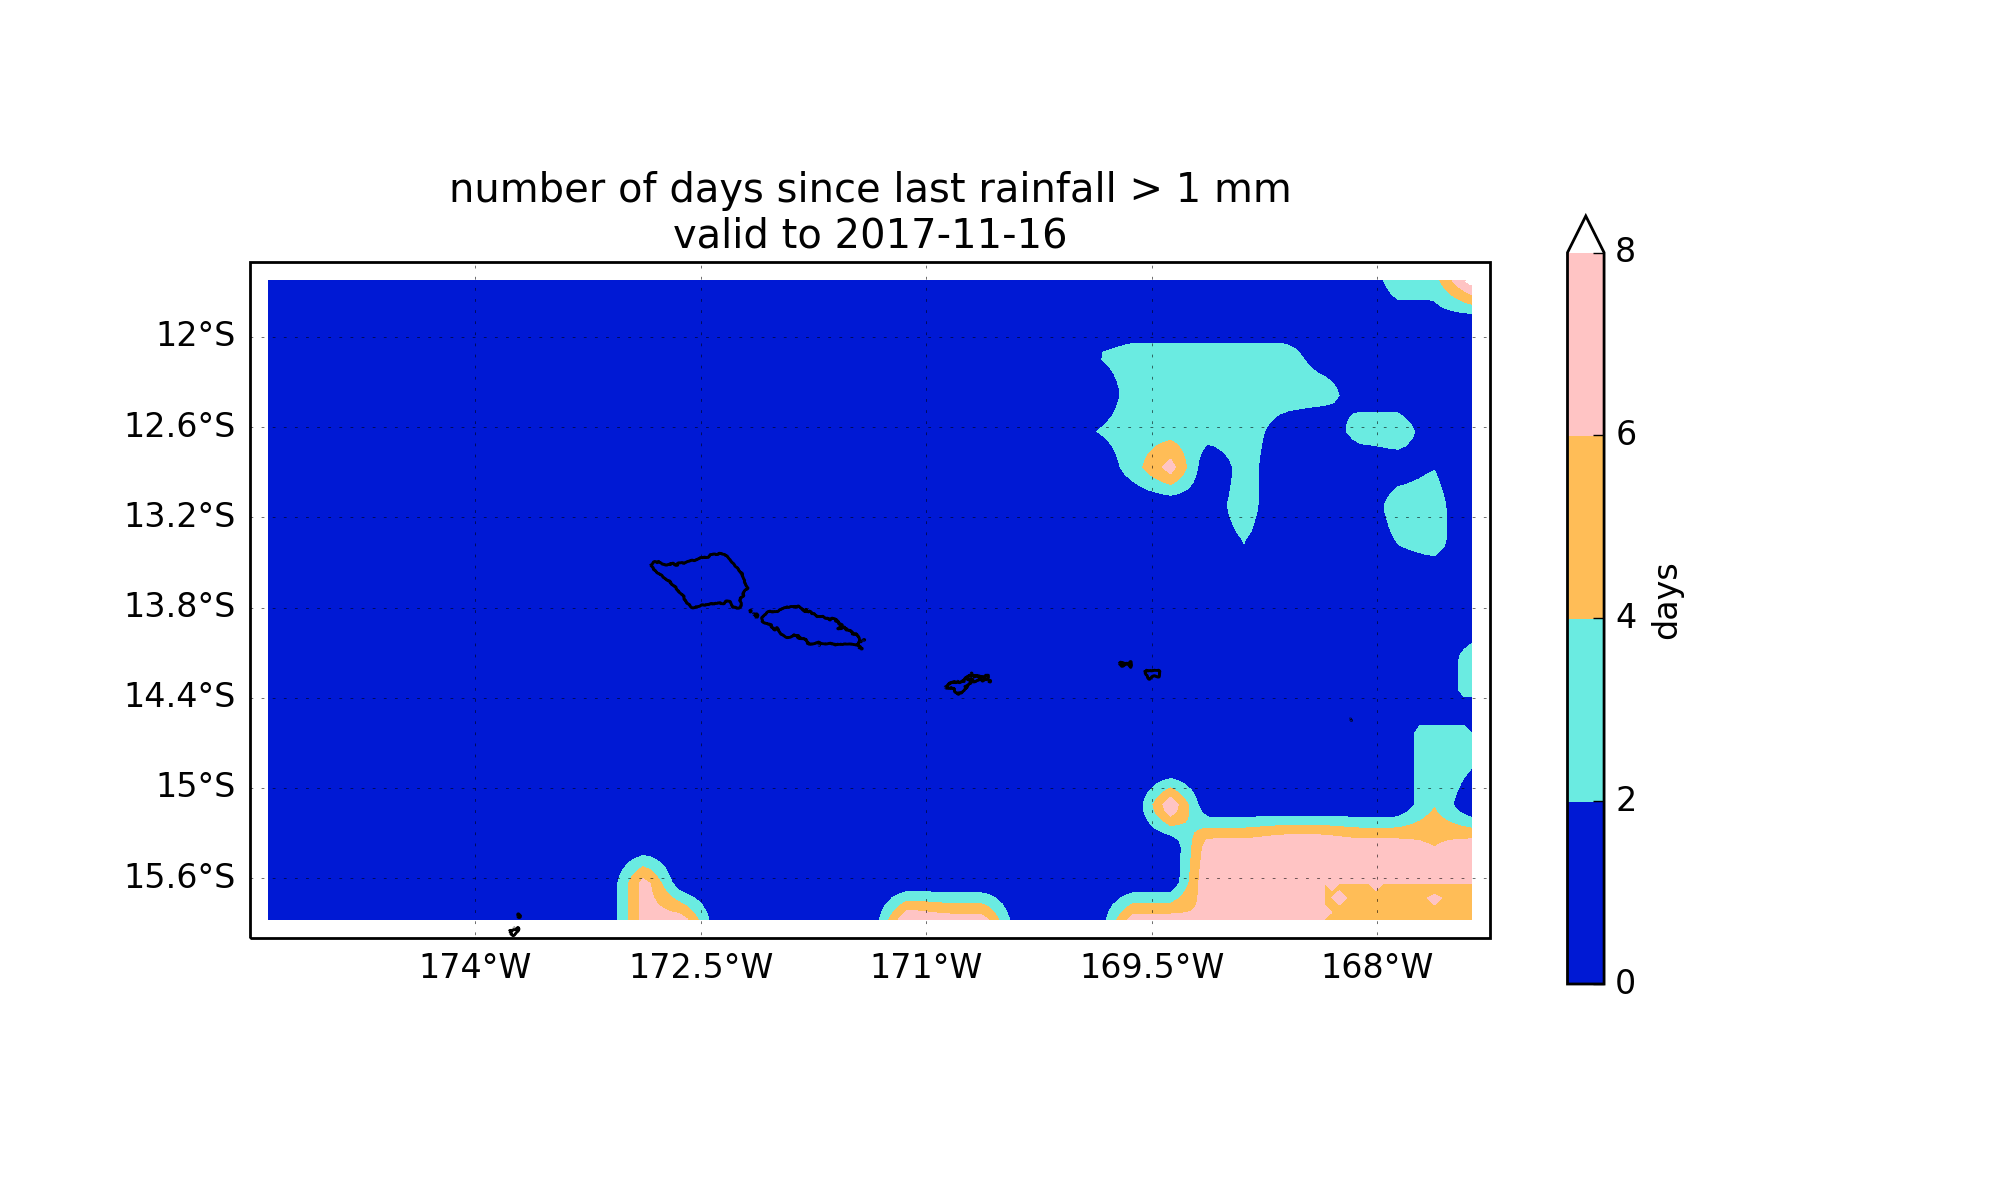 number of days since last rainfall > 1 mm
valid to 2017-11-16
12°S
12.6°S
13.2°S
13.8°S
14.4°S
15°S
15.6°S
174°W
172.5°W
171°W
169.5°W
168°W
8
6
4
2
0
days